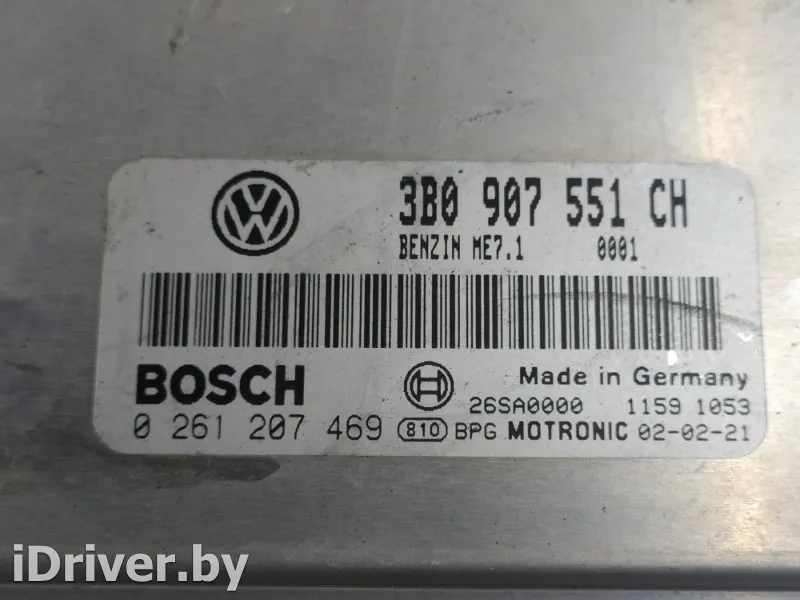 3B0 907 551 CH
BENZIN ME7.1 0001
BOSCH
Made in Germany
26SA0000 1159 1053
0 261 207 469 810 BPG MOTRONIC 02-02-21
iDriver.by